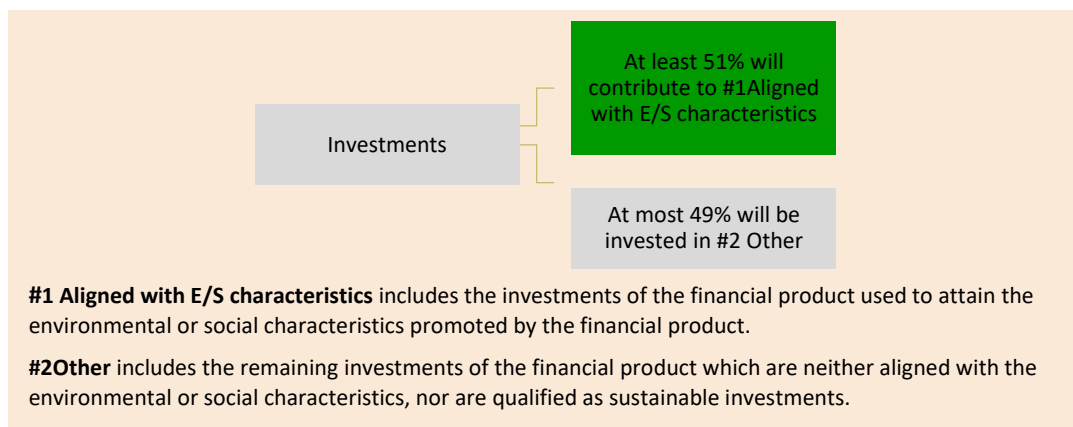 At least 51% will
contribute to #1Aligned
with E/S characteristics
Investments
At most 49% will be
invested in #2 Other
#1 Aligned with E/S characteristics includes the investments of the financial product used to attain the
environmental or social characteristics promoted by the financial product.
#2Other includes the remaining investments of the financial product which are neither aligned with the
environmental or social characteristics, nor are qualified as sustainable investments.